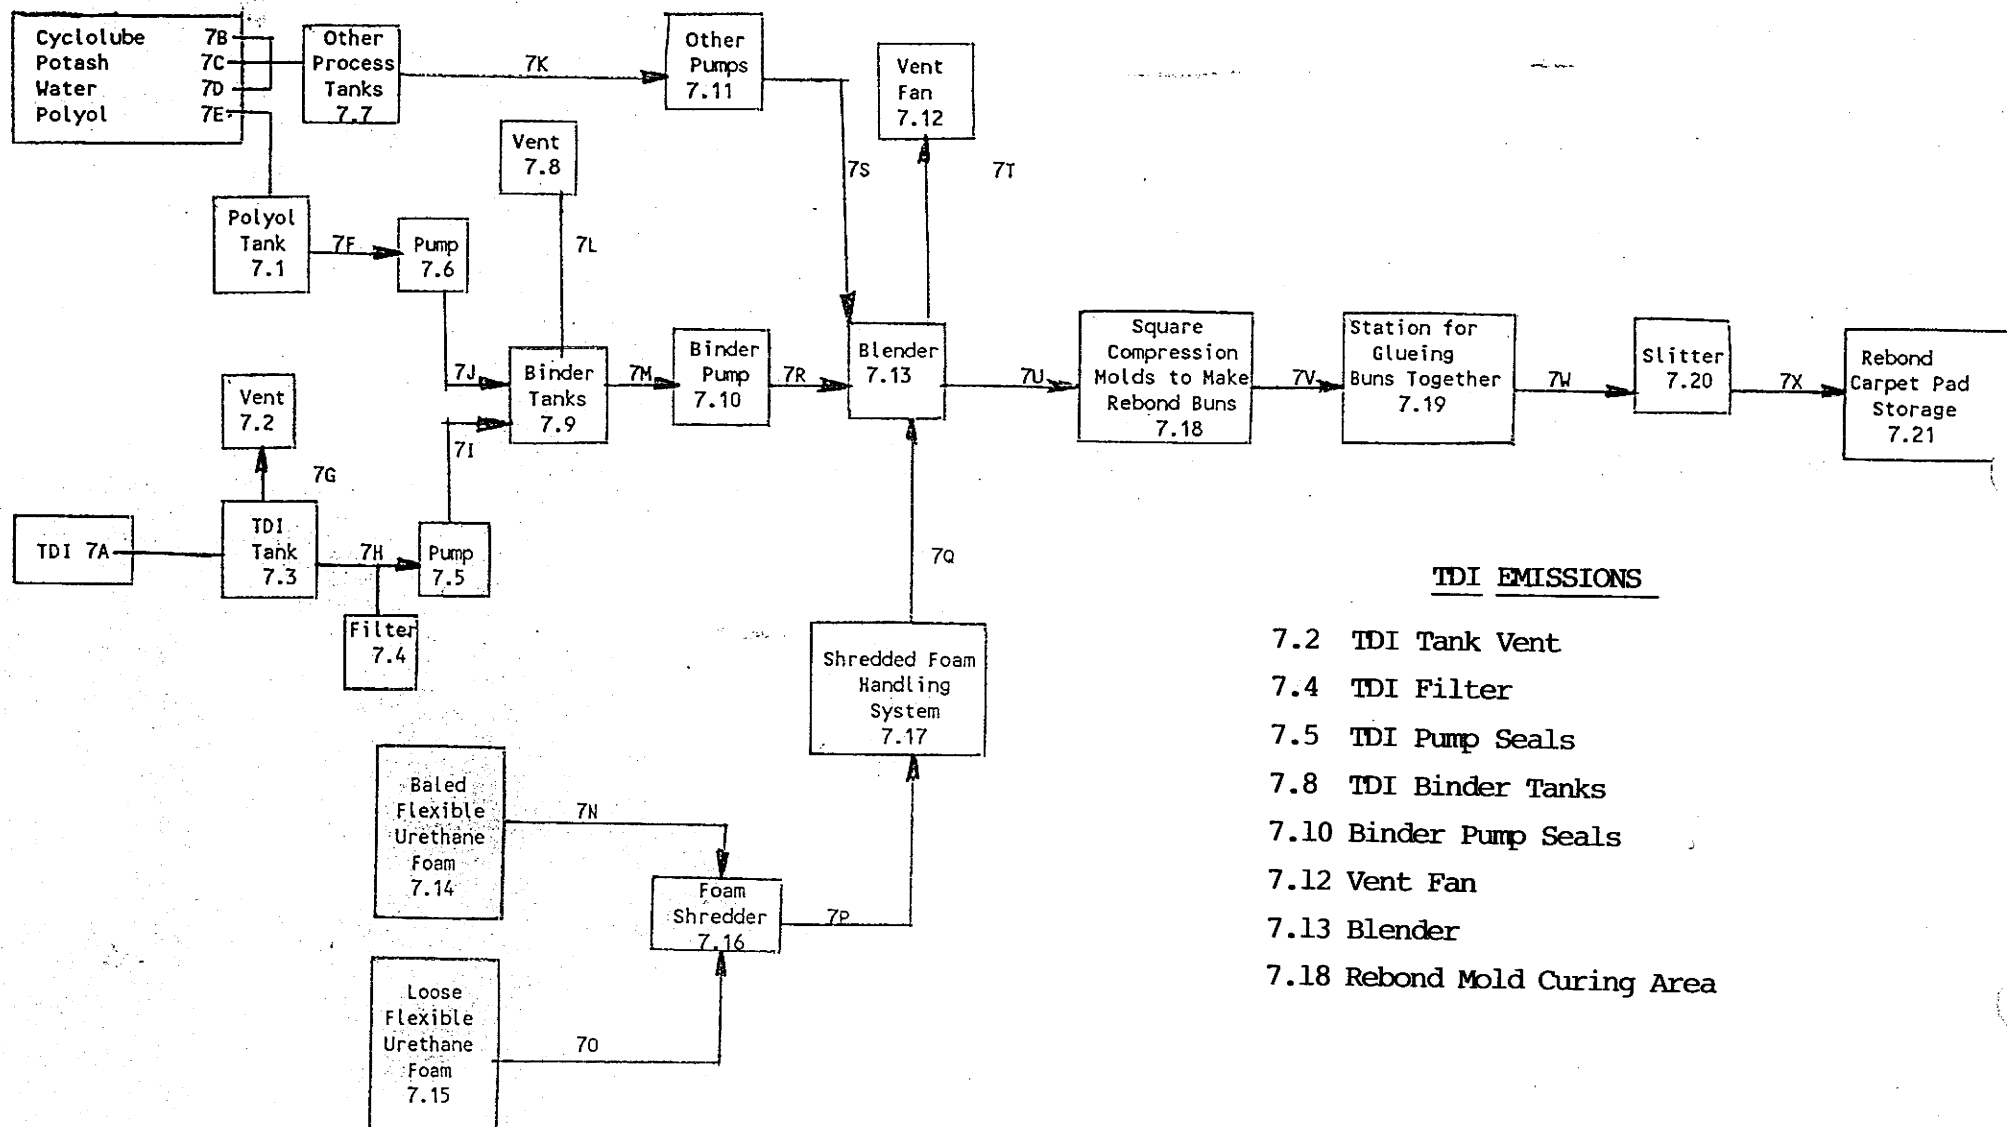 Cyclolube 7B
Potash 7C
Water 7D
Polyol 7E
Other
Process
Tanks
7.7
7K
Other
Pumps
7.11
Vent
Fan
7.12
7S
7T
Vent
7.8
7L
Polyol
Tank
7.1
7F
Pump
7.6
7J
Binder
Tanks
7.9
7M
Binder
Pump
7.10
7R
Blender
7.13
7U
Square
Compression
Molds to Make
Rebond Buns
7.18
7V
Station for
Glueing
Buns Together
7.19
7W
Slitter
7.20
7X
Rebond
Carpet Pad
Storage
7.21
Vent
7.2
7G
7I
TDI 7A
TDI
Tank
7.3
7H
Pump
7.5
Filter
7.4
7Q
Shredded Foam
Handling
System
7.17
Baled
Flexible
Urethane
Foam
7.14
7N
Foam
Shredder
7.16
7P
Loose
Flexible
Urethane
Foam
7.15
7O
TDI EMISSIONS
7.2 TDI Tank Vent
7.4 TDI Filter
7.5 TDI Pump Seals
7.8 TDI Binder Tanks
7.10 Binder Pump Seals
7.12 Vent Fan
7.13 Blender
7.18 Rebond Mold Curing Area